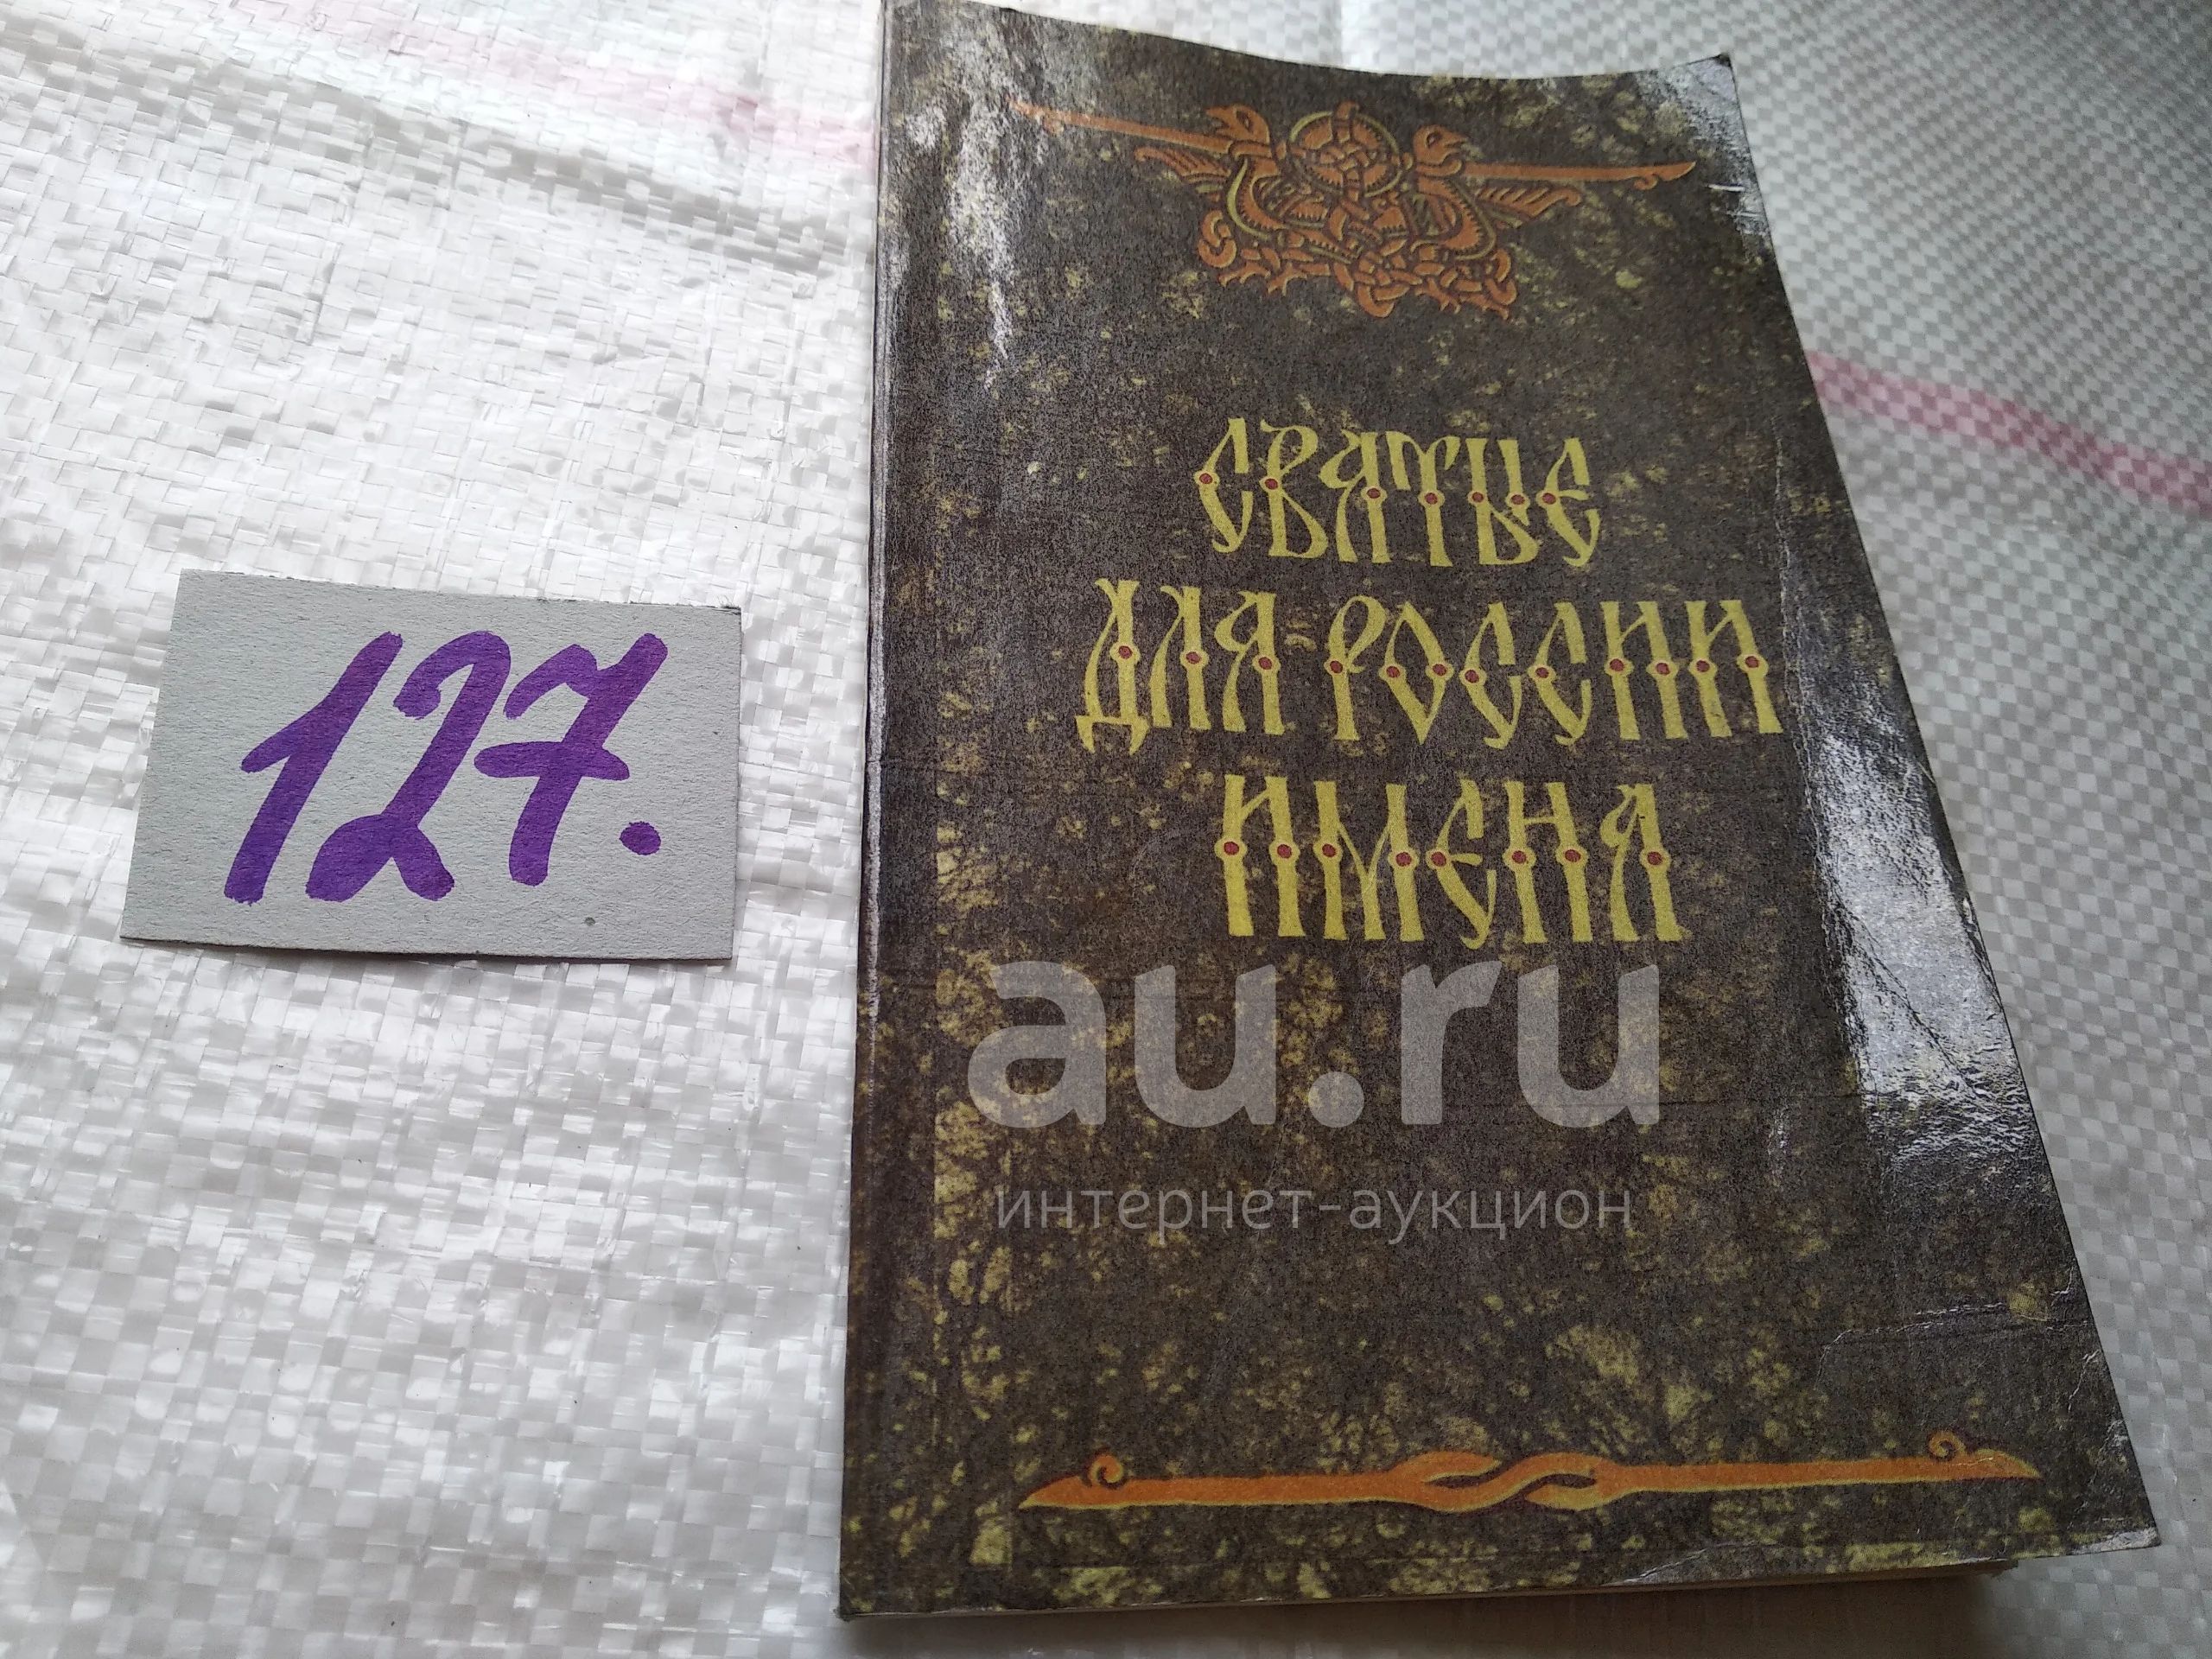 127.
СВЯТЫЕ
ДЛЯ РОССИИ
ИМЕНА
au.ru
интернет-аукцион